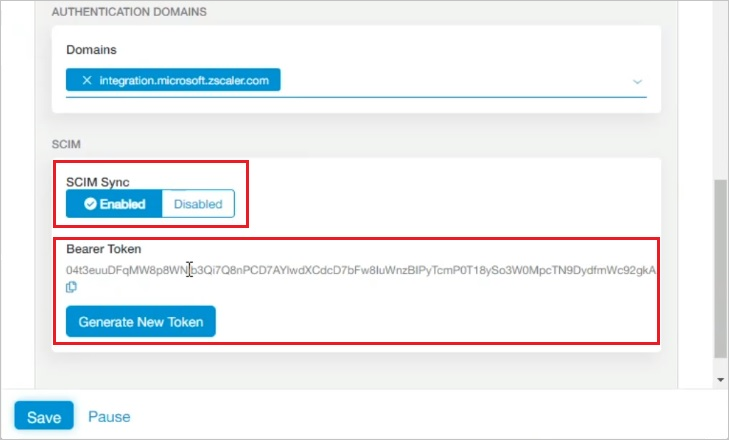 AUTHENTICATION DOMAINS
Domains
integration.microsoft.zscaler.com
SCIM
SCIM Sync
Enabled Disabled
Bearer Token
Generate New Token
Save Pause